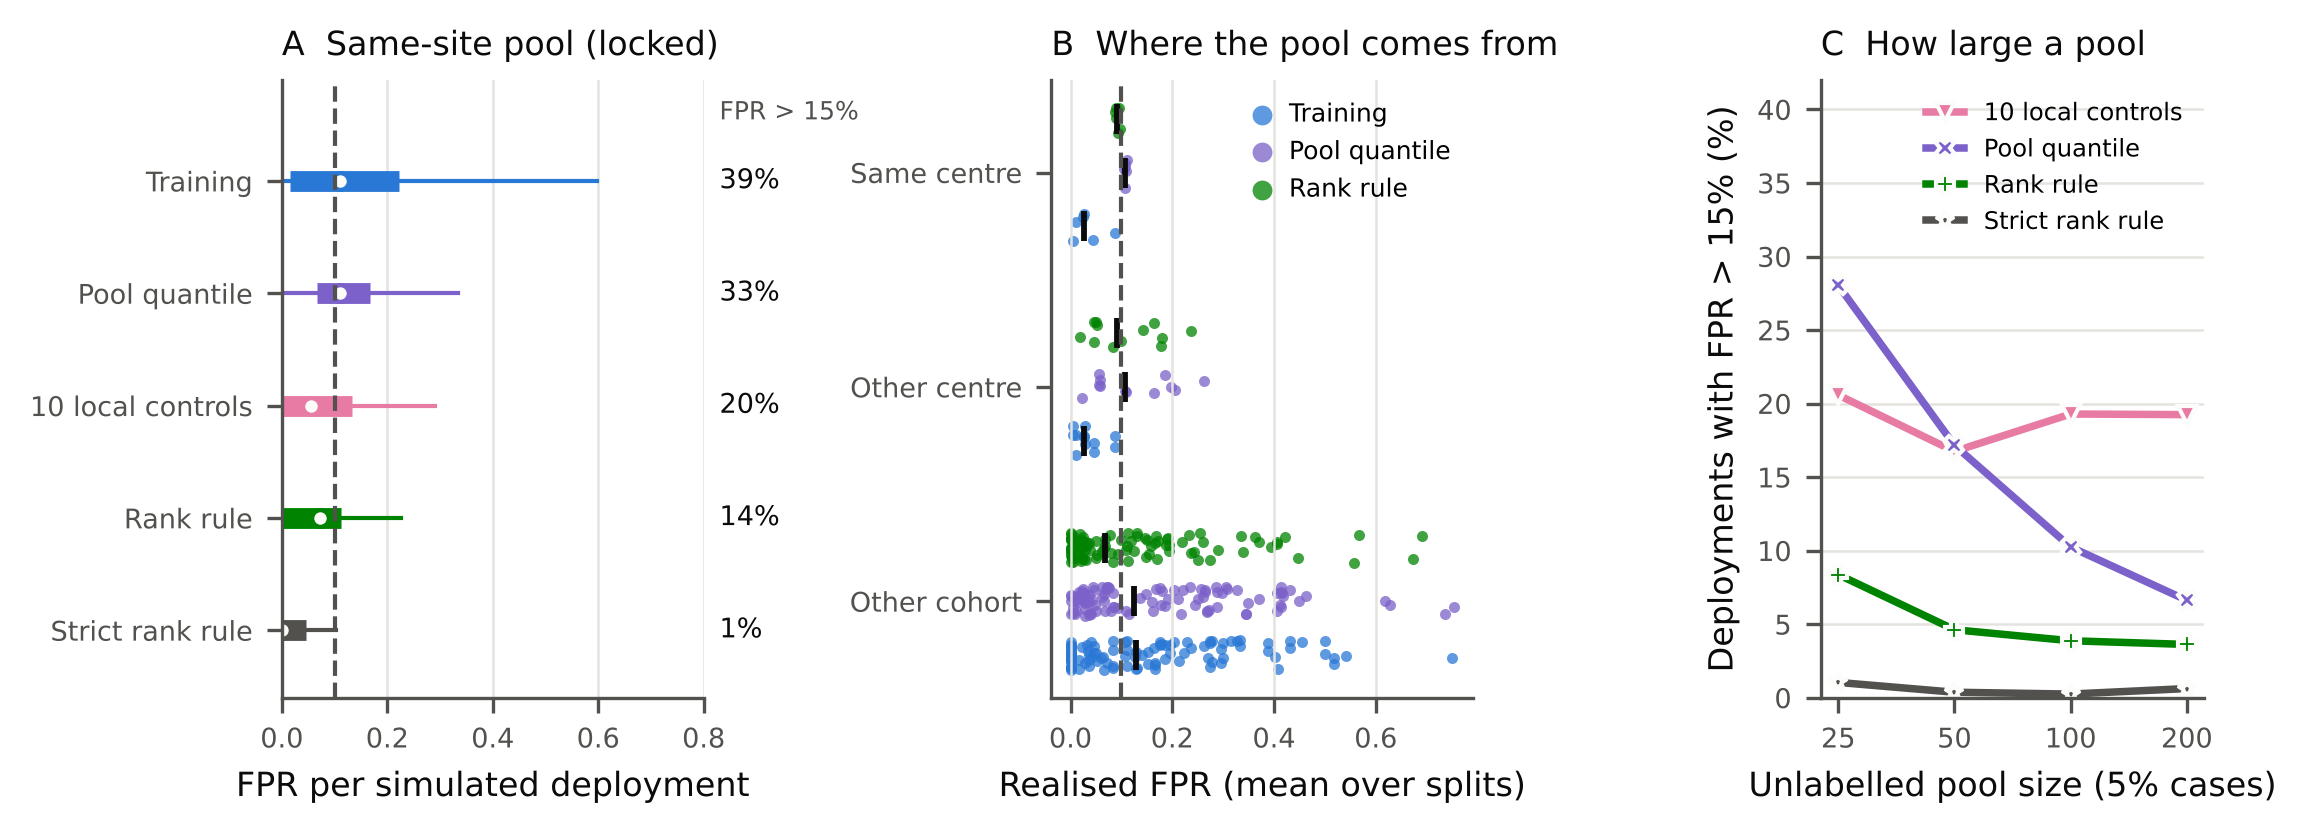 A Same-site pool (locked)
FPR > 15%
Training
39%
Pool quantile
33%
10 local controls
20%
Rank rule
14%
Strict rank rule
1%
0.0 0.2 0.4 0.6 0.8
FPR per simulated deployment
B Where the pool comes from
Training
Pool quantile
Rank rule
Same centre
Other centre
Other cohort
0.0 0.2 0.4 0.6
Realised FPR (mean over splits)
C How large a pool
Deployments with FPR > 15% (%)
10 local controls
Pool quantile
Rank rule
Strict rank rule
40
35
30
25
20
15
10
5
0
25 50 100 200
Unlabelled pool size (5% cases)